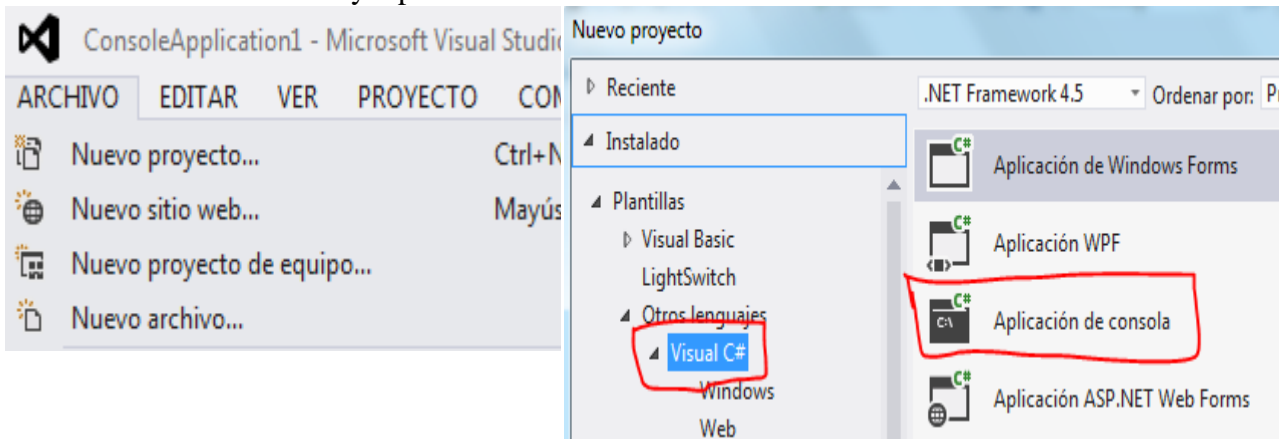 ConsoleApplication1 - Microsoft Visual Studio
ARCHIVO EDITAR VER PROYECTO
Nuevo proyecto... Ctrl+N
Nuevo sitio web... Mayús
Nuevo proyecto de equipo...
Nuevo archivo...
Nuevo proyecto
Reciente
.NET Framework 4.5 Ordenar por:
Instalado
Plantillas
Visual Basic
LightSwitch
Otros lenguajes
Visual C#
Windows
Web
C# Aplicación de Windows Forms
C# Aplicación WPF
C# C:\ Aplicación de consola
C# Aplicación ASP.NET Web Forms